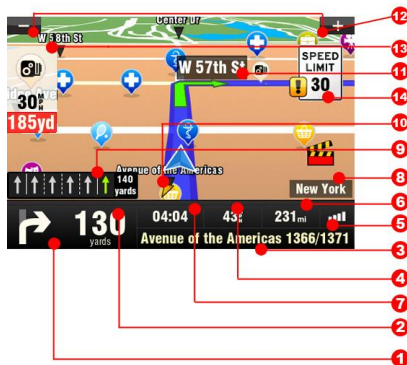 − Center Dr + 12
W 58th St 13
SPEED
LIMIT
30
W 57th St 11
14
30 MPH
185yd
10
Avenue of the Americas 9
140
yards
8
New York
6
130
yards
04:04 43 231 mi
5
Avenue of the Americas 1366/1371
3
4
7
2
1